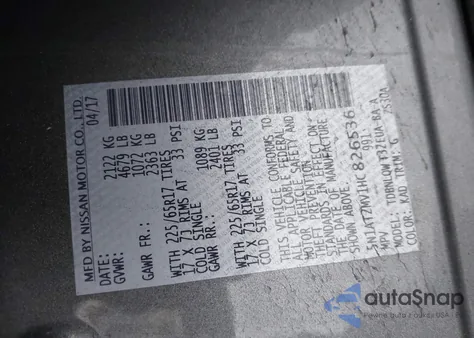 MFD BY NISSAN MOTOR CO., LTD.
DATE: 04/17
GVWR: 2122 KG
4679 LB
GAWR FR.: 1072 KG
2363 LB
WITH 225/65R17 TIRES
17 X 7J RIMS AT 33 PSI
COLD SINGLE
GAWR RR.: 1089 KG
2401 LB
WITH 225/65R17 TIRES
17 X 7J RIMS AT 33 PSI
COLD SINGLE
THIS VEHICLE CONFORMS TO
ALL APPLICABLE FEDERAL
MOTOR VEHICLE SAFETY AND
THEFT PREVENTION
STANDARDS IN EFFECT ON
THE DATE OF MANUFACTURE
SHOWN ABOVE.
826536
MPV
MODEL:
COLOR: KAD TRIM: G
autoSnap